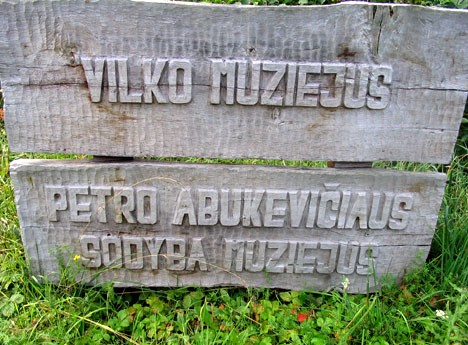 VILKO MUZIEJUS
PETRO ABUKEVIČIAUS
SODYBA MUZIEJUS